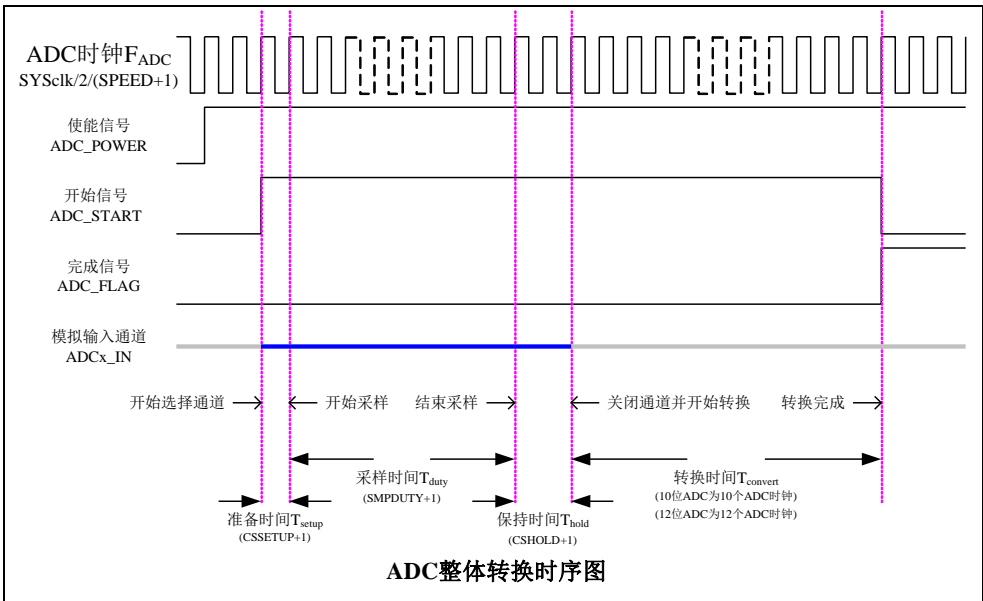 ADC时钟FADC
SYSclk/2/(SPEED+1)
使能信号
ADC_POWER
开始信号
ADC_START
完成信号
ADC_FLAG
模拟输入通道
ADCx_IN
开始选择通道
开始采样
结束采样
关闭通道并开始转换
转换完成
采样时间Tduty
(SMPDUTY+1)
转换时间Tconvert
(10位ADC为10个ADC时钟)
(12位ADC为12个ADC时钟)
准备时间Tsetup
(CSSETUP+1)
保持时间Thold
(CSHOLD+1)
ADC整体转换时序图